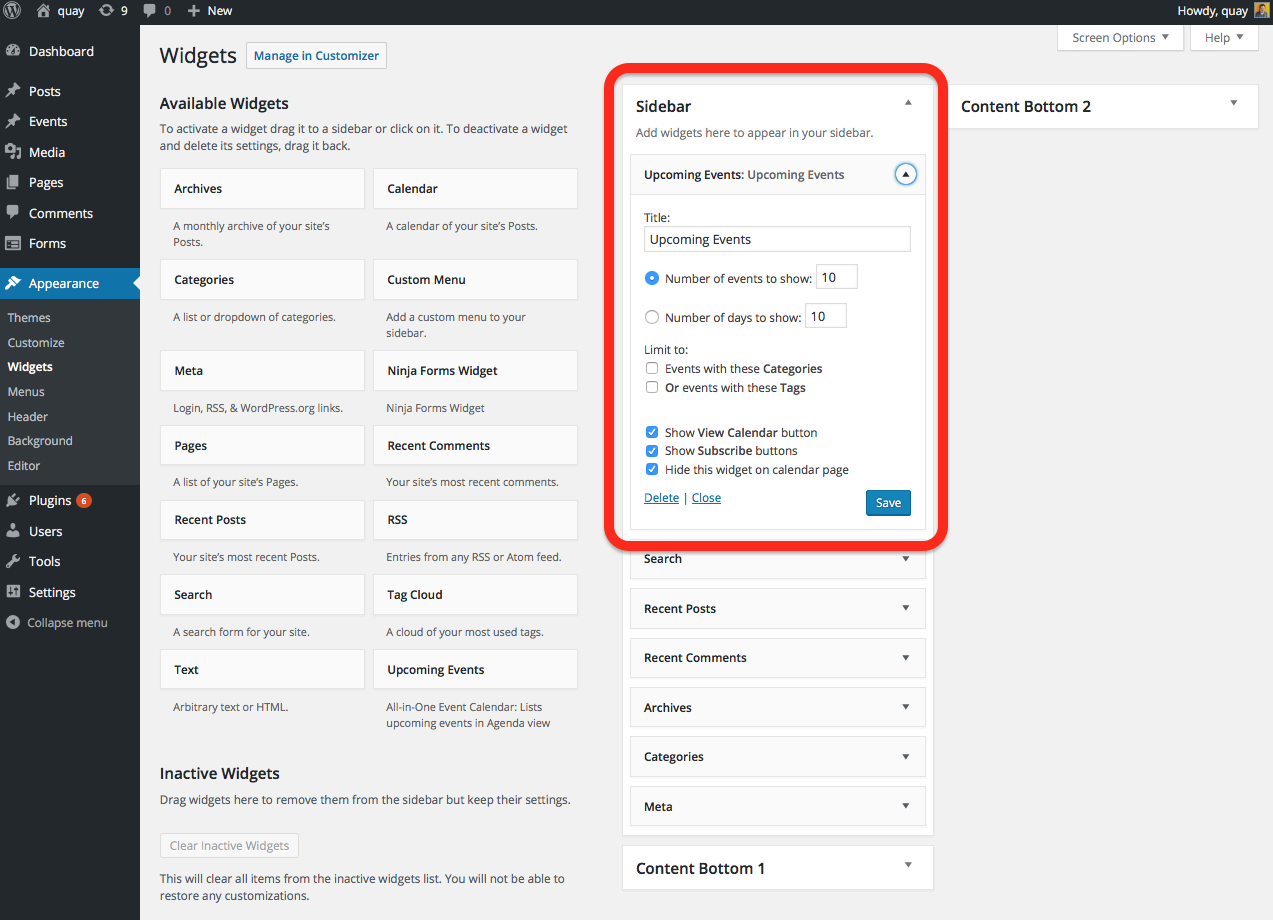 quay 9 0 New Howdy, quay
Screen Options Help
Dashboard
Posts
Events
Media
Pages
Comments
Forms
Appearance
Themes
Customize
Widgets
Menus
Header
Background
Editor
Plugins 6
Users
Tools
Settings
Collapse menu
Widgets Manage in Customizer
Available Widgets
To activate a widget drag it to a sidebar or click on it. To deactivate a widget
and delete its settings, drag it back.
Archives Calendar
A monthly archive of your site's A calendar of your site's Posts.
Posts.
Categories Custom Menu
A list or dropdown of categories. Add a custom menu to your
sidebar.
Meta Ninja Forms Widget
Login, RSS, & WordPress.org links. Ninja Forms Widget
Pages Recent Comments
A list of your site's Pages. Your site's most recent comments.
Recent Posts RSS
Your site's most recent Posts. Entries from any RSS or Atom feed.
Search Tag Cloud
A search form for your site. A cloud of your most used tags.
Text Upcoming Events
Arbitrary text or HTML. All-in-One Event Calendar: Lists
upcoming events in Agenda view
Inactive Widgets
Drag widgets here to remove them from the sidebar but keep their settings.
Clear Inactive Widgets
This will clear all items from the inactive widgets list. You will not be able to
restore any customizations.
Sidebar
Add widgets here to appear in your sidebar.
Upcoming Events: Upcoming Events
Title:
Upcoming Events
Number of events to show: 10
Number of days to show: 10
Limit to:
Events with these Categories
Or events with these Tags
Show View Calendar button
Show Subscribe buttons
Hide this widget on calendar page
Delete | Close Save
Search
Recent Posts
Recent Comments
Archives
Categories
Meta
Content Bottom 1
Content Bottom 2